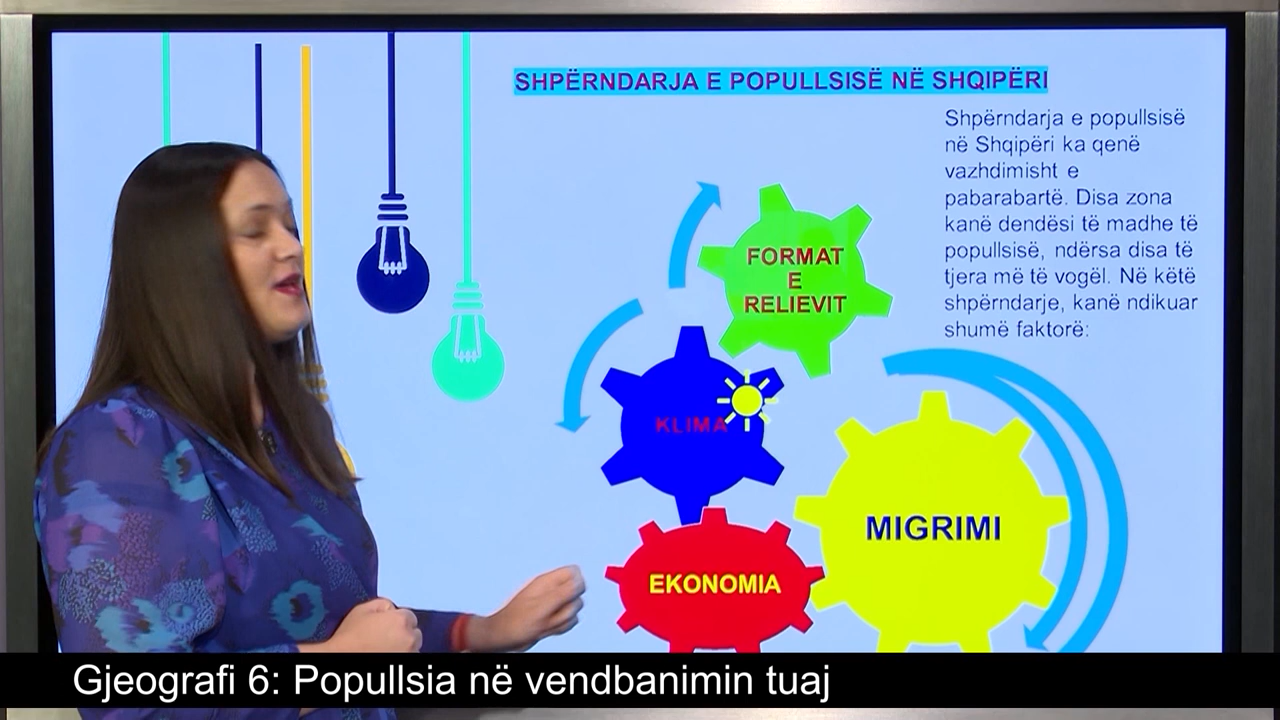 SHPËRNDARJA E POPULLSISË NË SHQIPËRI
Shpërndarja e popullsisë
në Shqipëri ka qenë
vazhdimisht e
pabarabartë. Disa zona
kanë dendësi të madhe të
popullsisë, ndërsa disa të
tjera më të vogël. Në këtë
shpërndarje, kanë ndikuar
shumë faktorë:
FORMAT
E
RELIEVIT
KLIMA
MIGRIMI
EKONOMIA
Gjeografi 6: Popullsia në vendbanimin tuaj